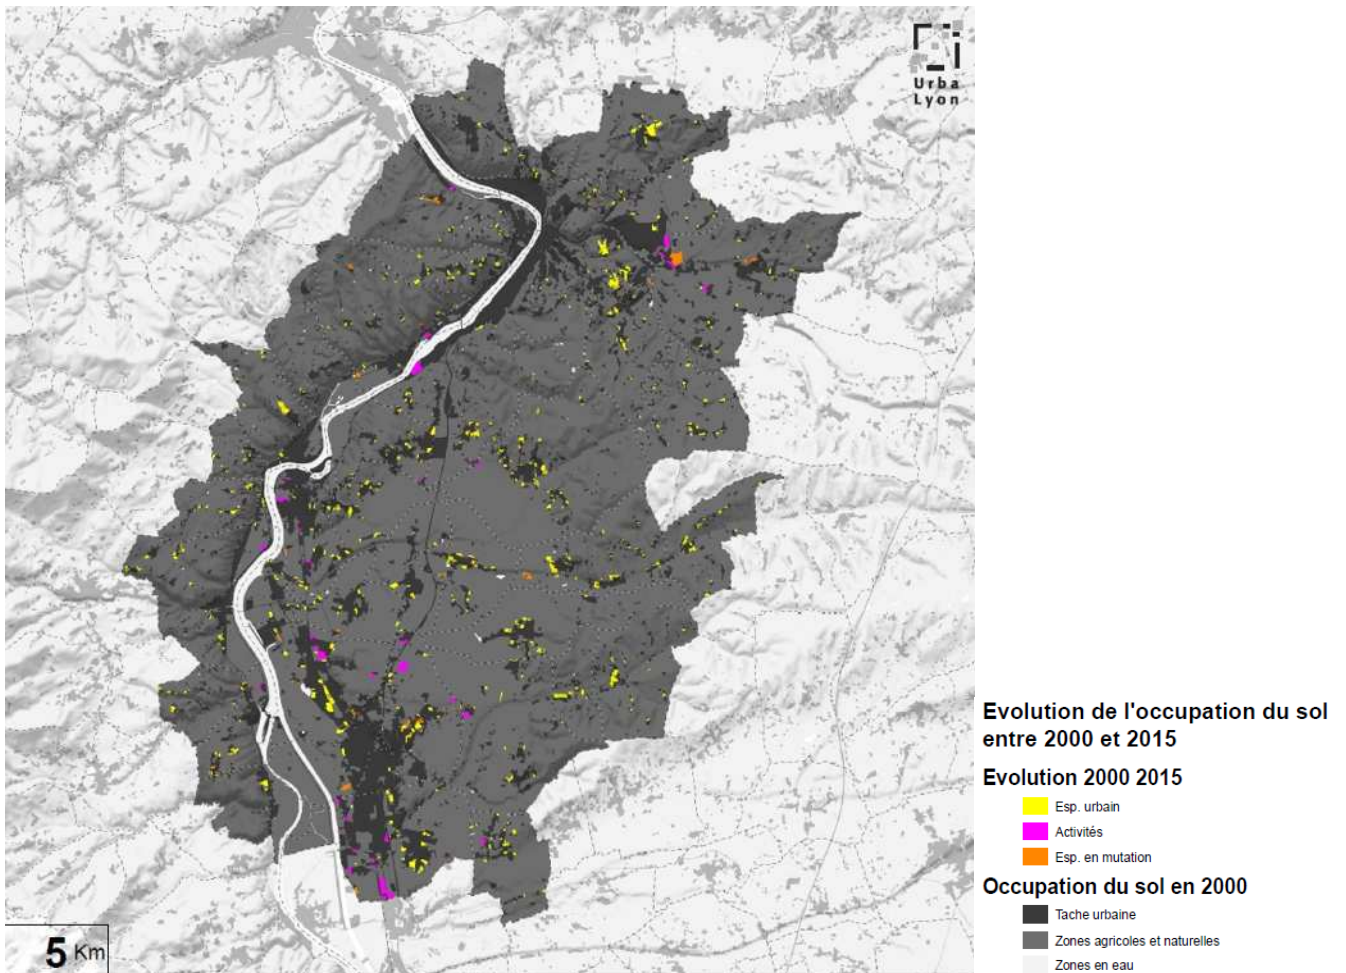 Urba
Lyon
Evolution de l'occupation du sol
entre 2000 et 2015
Evolution 2000 2015
Esp. urbain
Activités
Esp. en mutation
Occupation du sol en 2000
Tache urbaine
Zones agricoles et naturelles
Zones en eau
5 Km